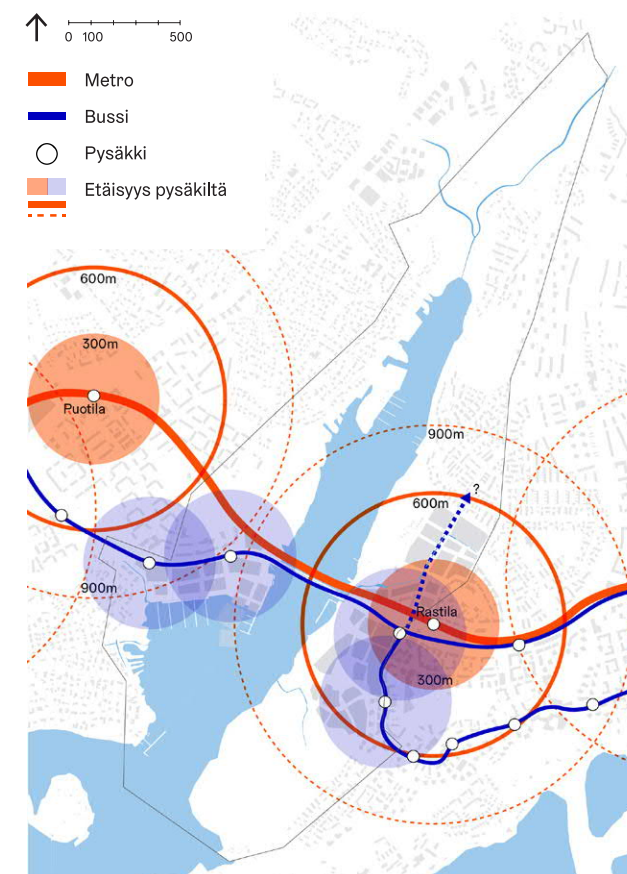 0 100 500
Metro
Bussi
Pysäkki
Etäisyys pysäkiltä
600m
300m
Puotila
900m
900m
?
600m
Rastila
300m